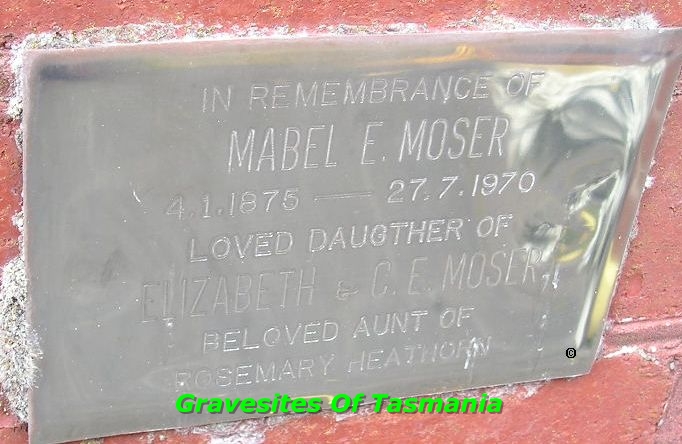 IN REMEMBRANCE OF
MABEL E. MOSER
4.1.1875 — 27.7.1970
LOVED DAUGTHER OF
ELIZABETH & C. E. MOSER,
BELOVED AUNT OF
ROSEMARY HEATHORN
©
Gravesites Of Tasmania